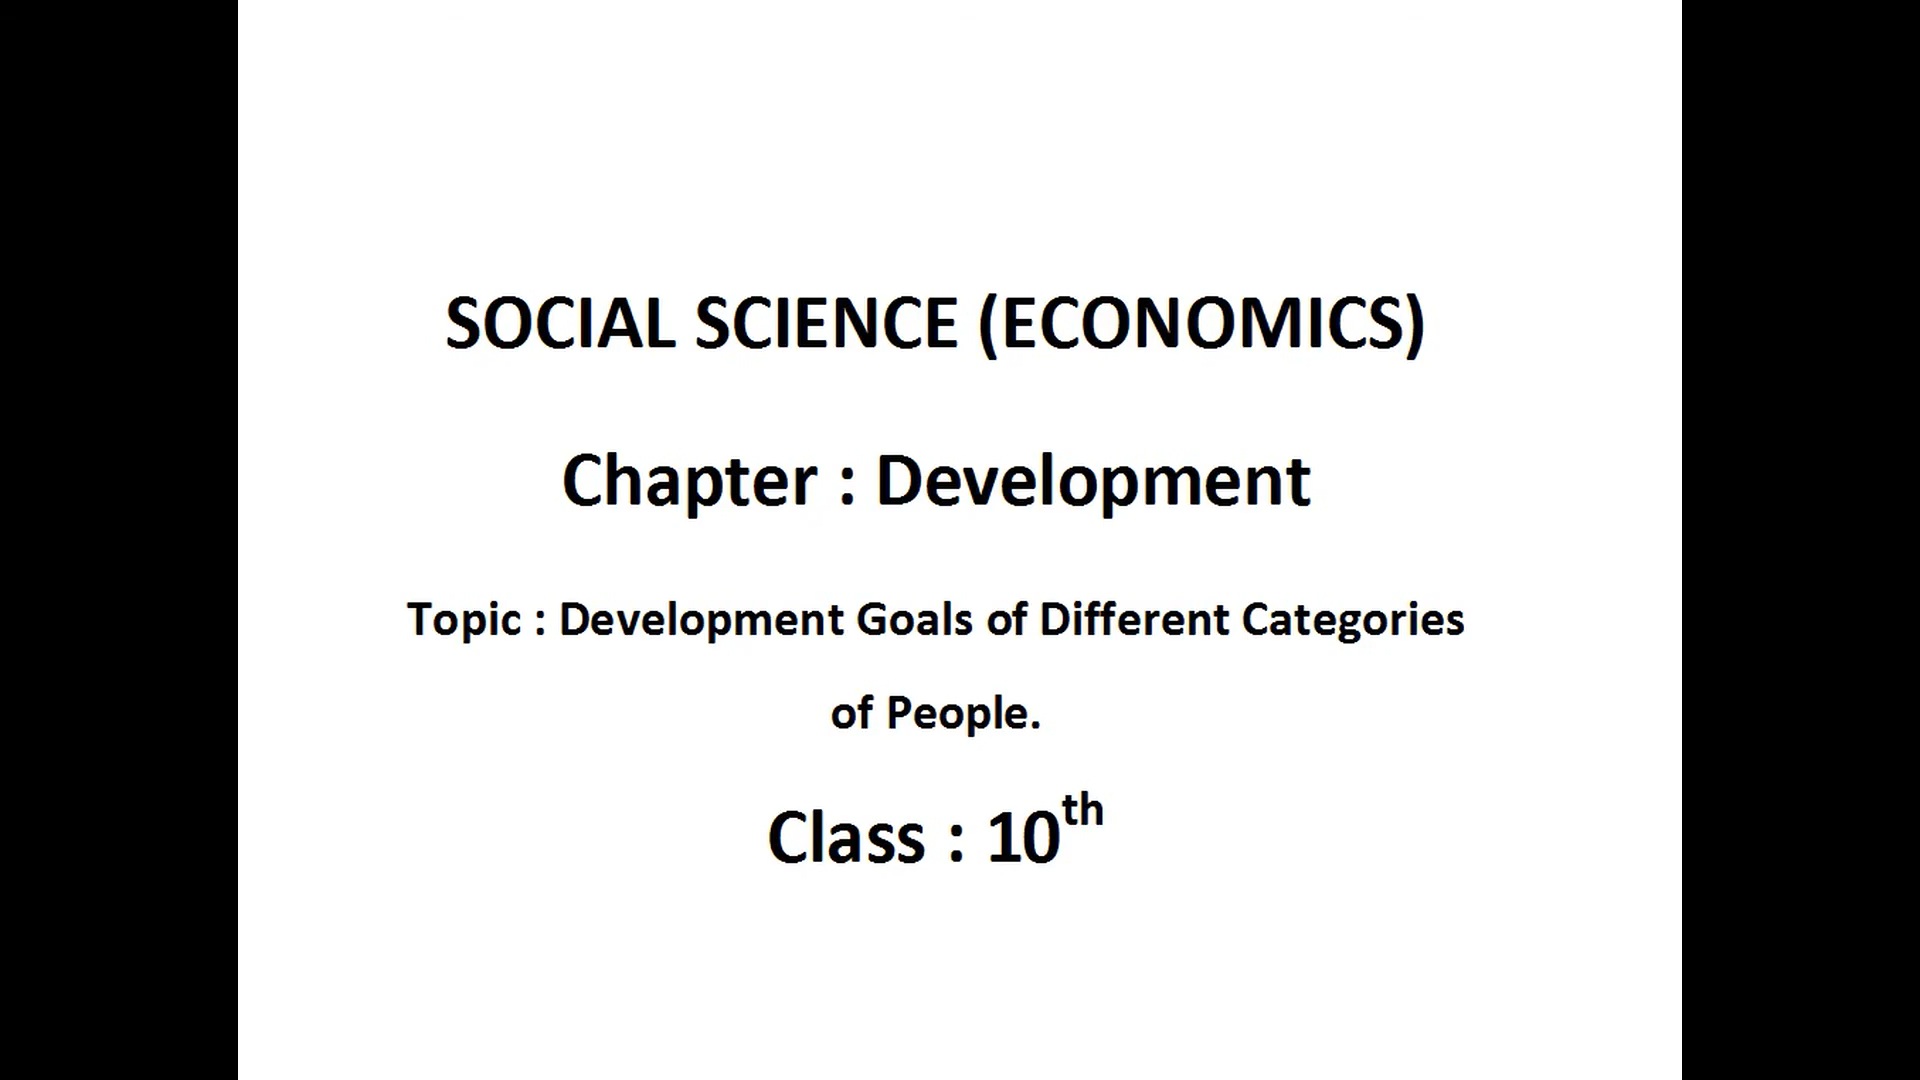 SOCIAL SCIENCE (ECONOMICS)
Chapter : Development
Topic : Development Goals of Different Categories
of People.
Class : 10th